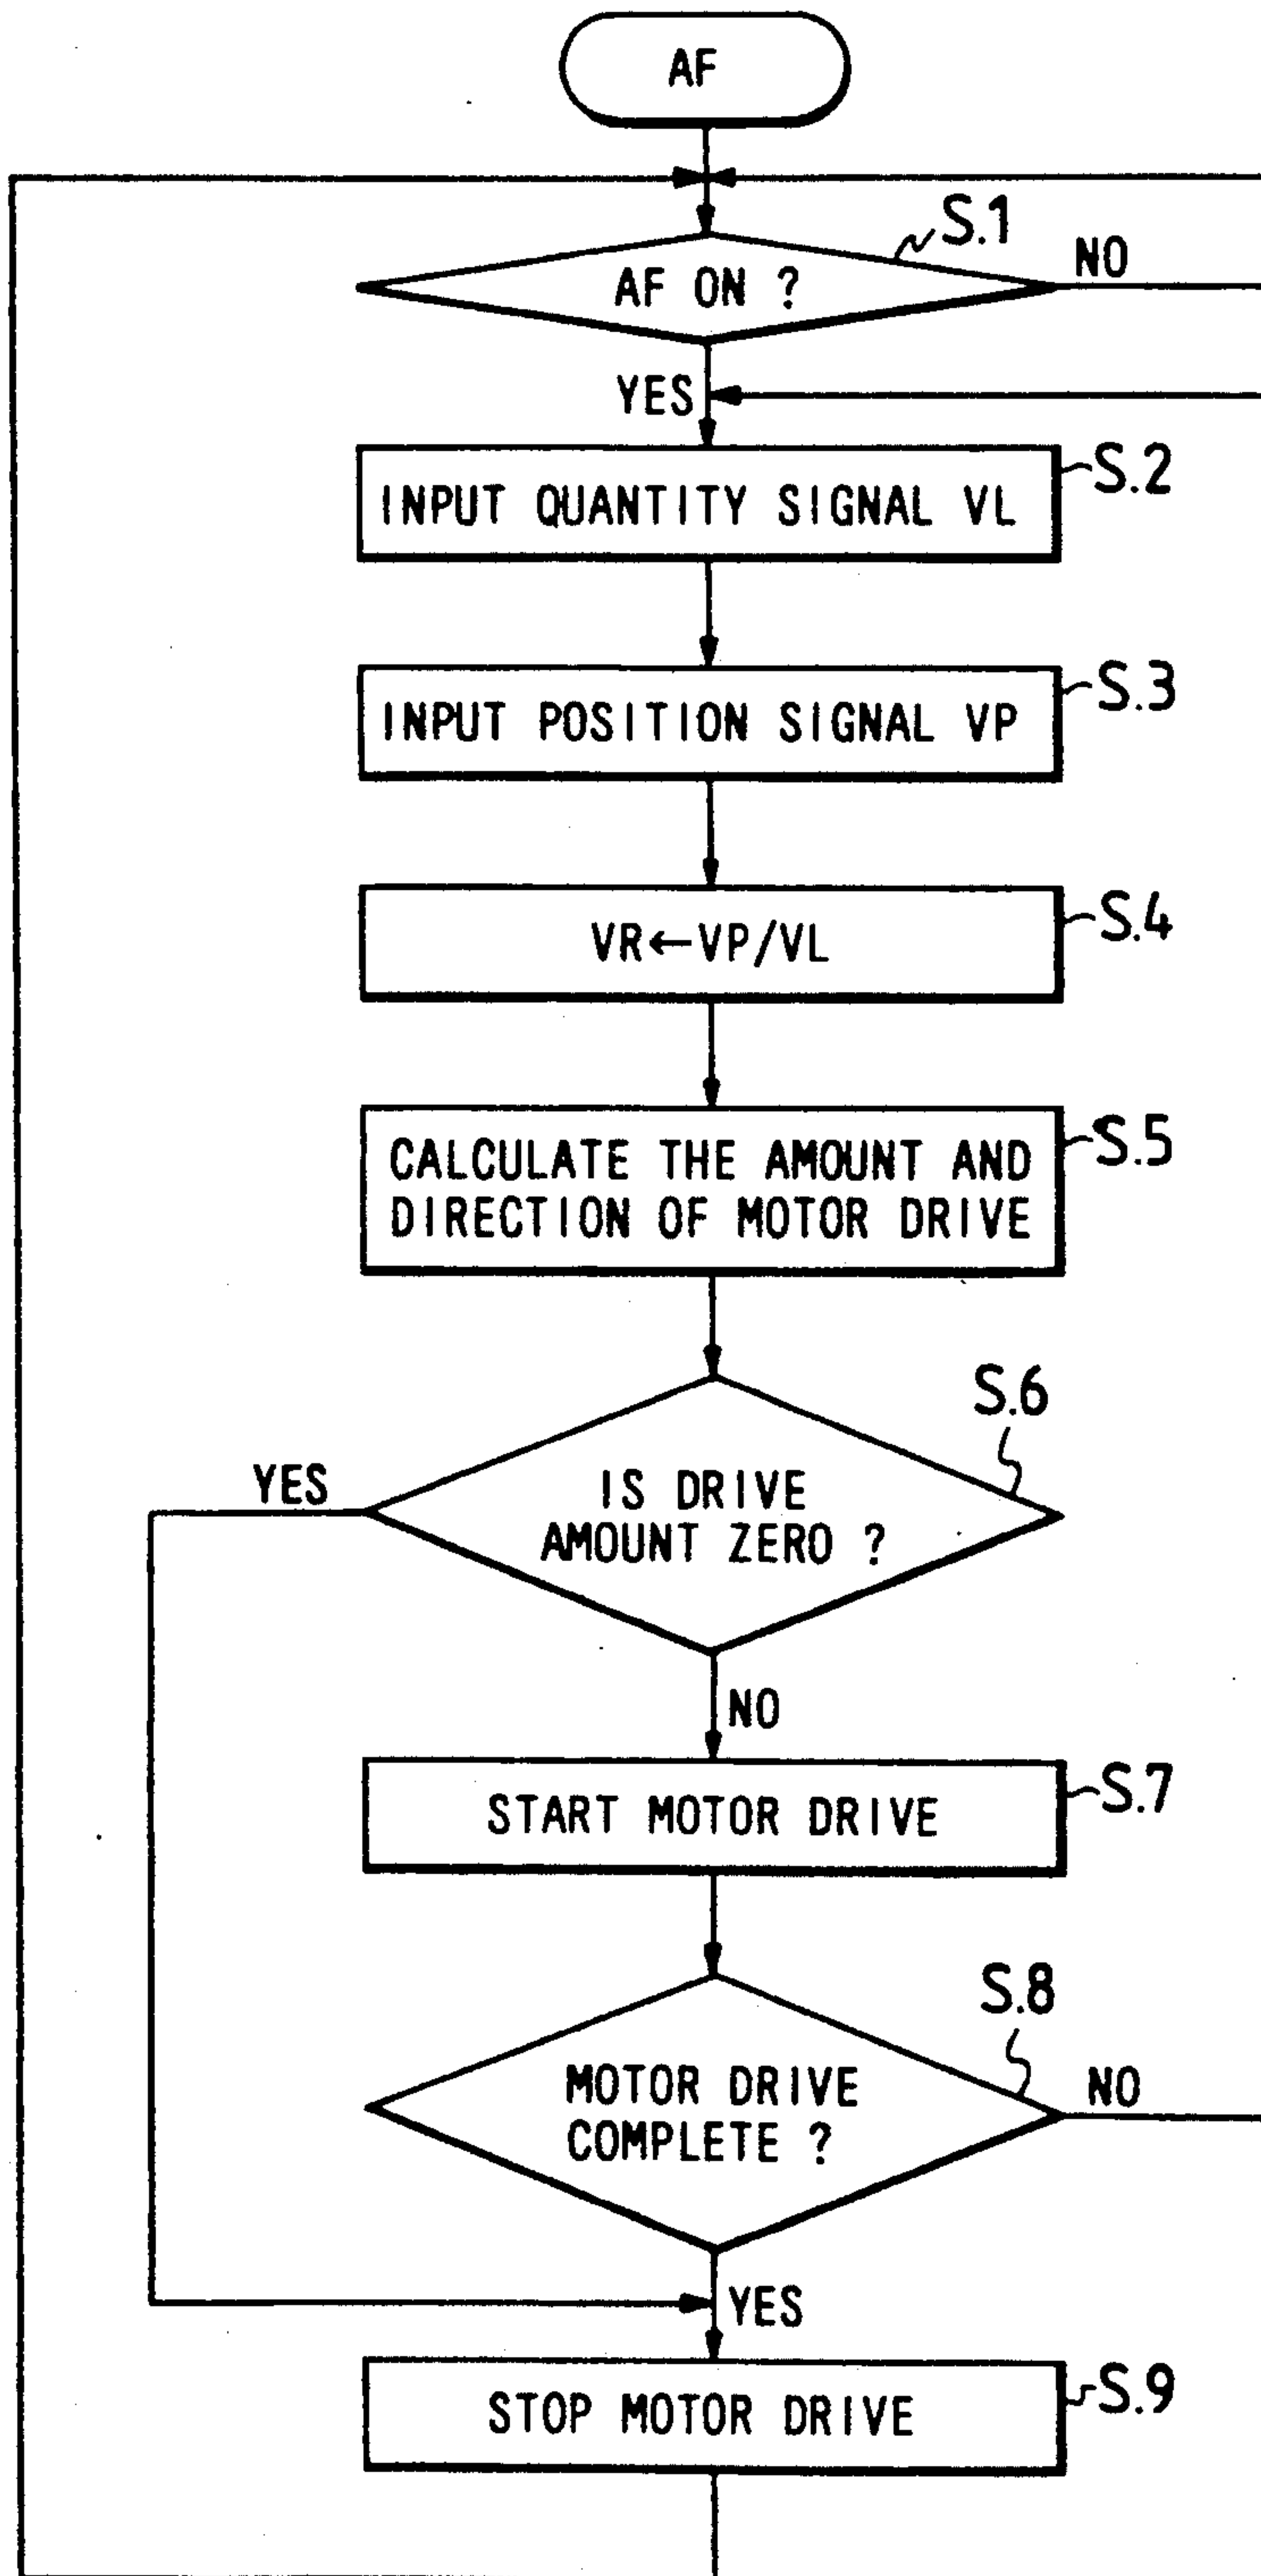 AF
S.1
AF ON ?
NO
YES
S.2
INPUT QUANTITY SIGNAL VL
S.3
INPUT POSITION SIGNAL VP
S.4
VR←VP/VL
S.5
CALCULATE THE AMOUNT AND
DIRECTION OF MOTOR DRIVE
S.6
YES
IS DRIVE
AMOUNT ZERO ?
NO
S.7
START MOTOR DRIVE
S.8
MOTOR DRIVE
COMPLETE ?
NO
YES
S.9
STOP MOTOR DRIVE